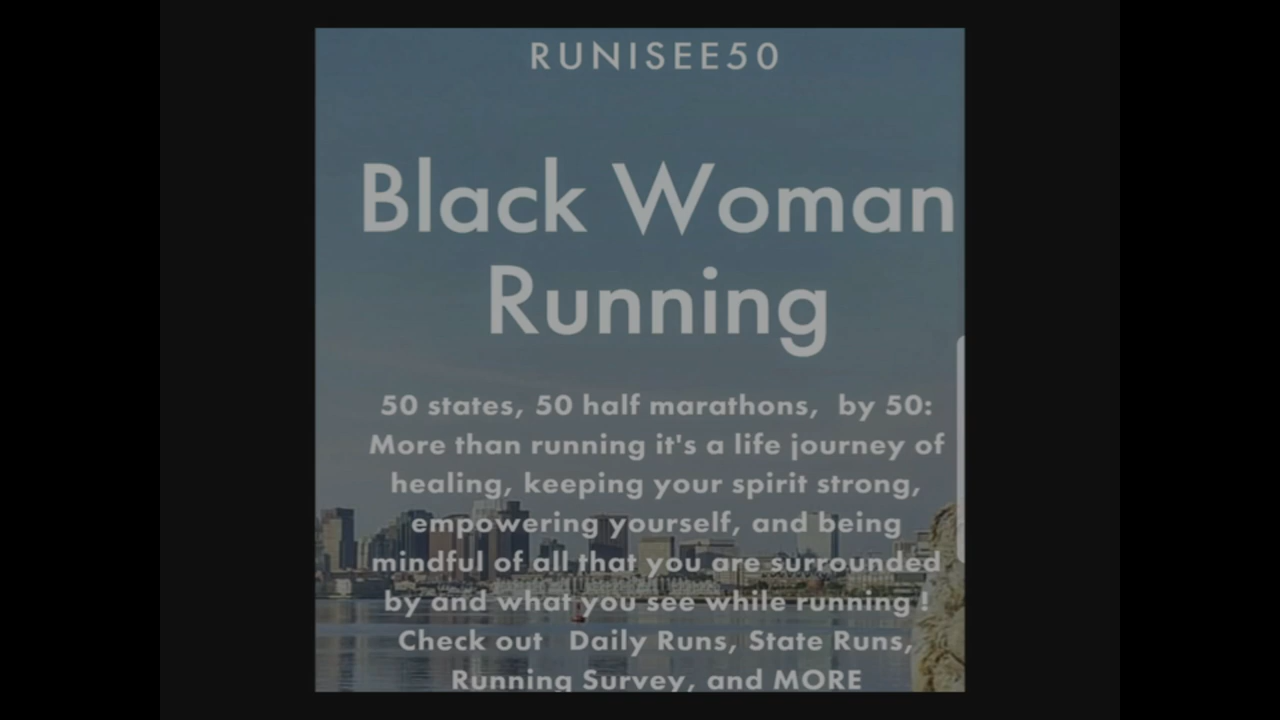 RUNISEE50
Black Woman
Running
50 states, 50 half marathons, by 50:
More than running it's a life journey of
healing, keeping your spirit strong,
empowering yourself, and being
mindful of all that you are surrounded
by and what you see while running !
Check out Daily Runs, State Runs,
Running Survey, and MORE